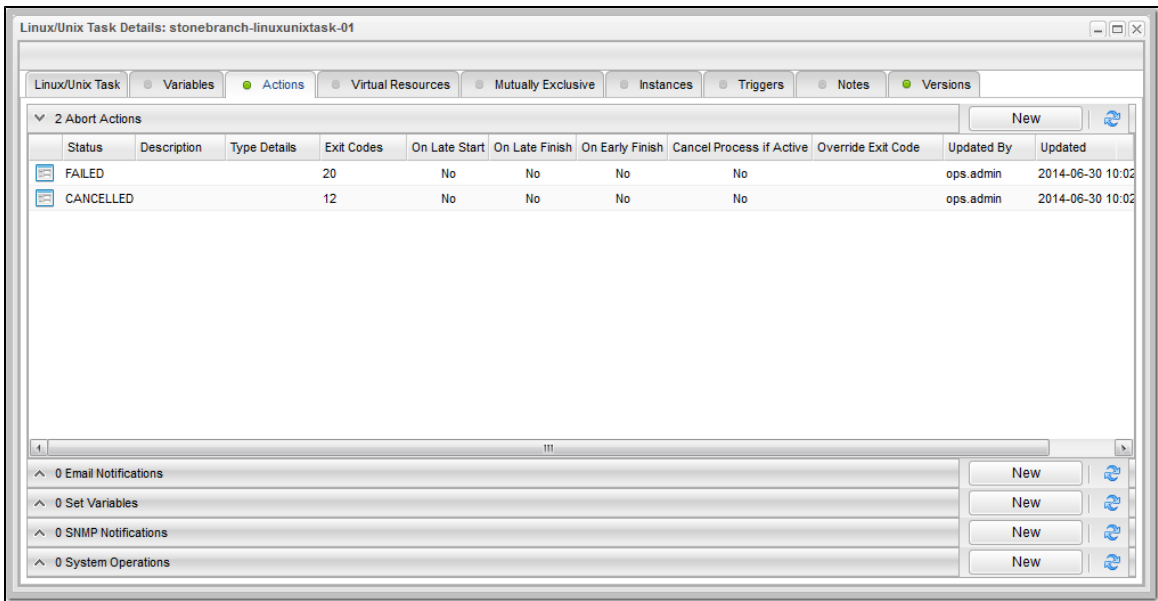 Linux/Unix Task Details: stonebranch-linuxunixtask-01
Linux/Unix Task Variables Actions Virtual Resources Mutually Exclusive Instances Triggers Notes Versions
2 Abort Actions New
Status Description Type Details Exit Codes On Late Start On Late Finish On Early Finish Cancel Process if Active Override Exit Code Updated By Updated
FAILED 20 No No No No ops.admin 2014-06-30 10:02
CANCELLED 12 No No No No ops.admin 2014-06-30 10:02
0 Email Notifications New
0 Set Variables New
0 SNMP Notifications New
0 System Operations New